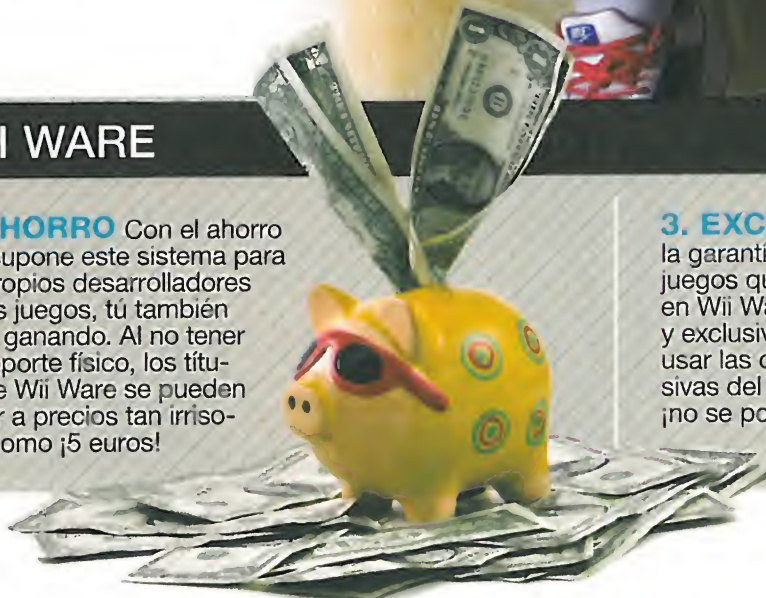 I WARE
HORRO Con el ahorro
upone este sistema para
ropios desarrolladores
s juegos, tú también
ganando. Al no tener
porte físico, los títu-
e Wii Ware se pueden
r a precios tan irriso-
omo ¡5 euros!
3. EXC
la garantí
juegos qu
en Wii Wa
y exclusiv
usar las c
sivas del
¡no se po